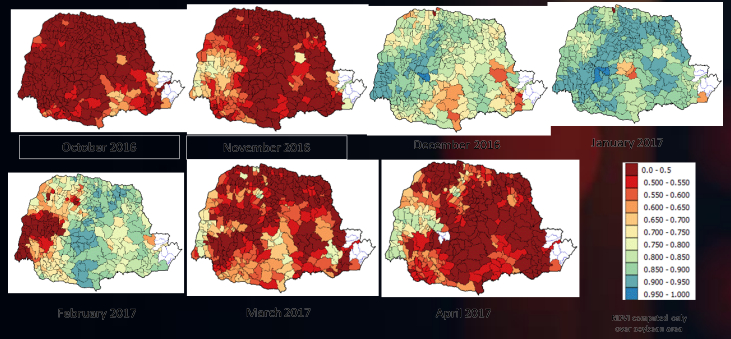 October 2016
November 2016
December 2016
January 2017
February 2017
March 2017
April 2017
0.0 - 0.5
0.500 - 0.550
0.550 - 0.600
0.600 - 0.650
0.650 - 0.700
0.700 - 0.750
0.750 - 0.800
0.800 - 0.850
0.850 - 0.900
0.900 - 0.950
0.950 - 1.000
NDVI computed only
over soybean area